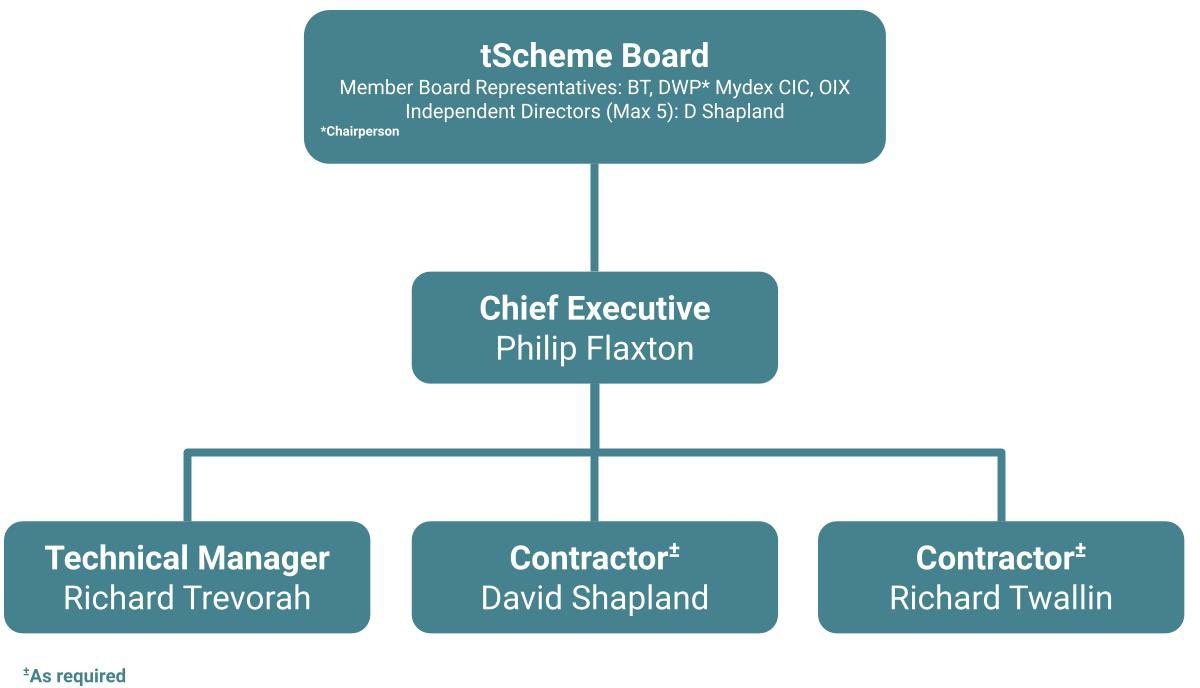 tScheme Board
Member Board Representatives: BT, DWP* Mydex CIC, OIX
Independent Directors (Max 5): D Shapland
*Chairperson
Chief Executive
Philip Flaxton
Technical Manager
Richard Trevorah
Contractor±
David Shapland
Contractor±
Richard Twallin
±As required